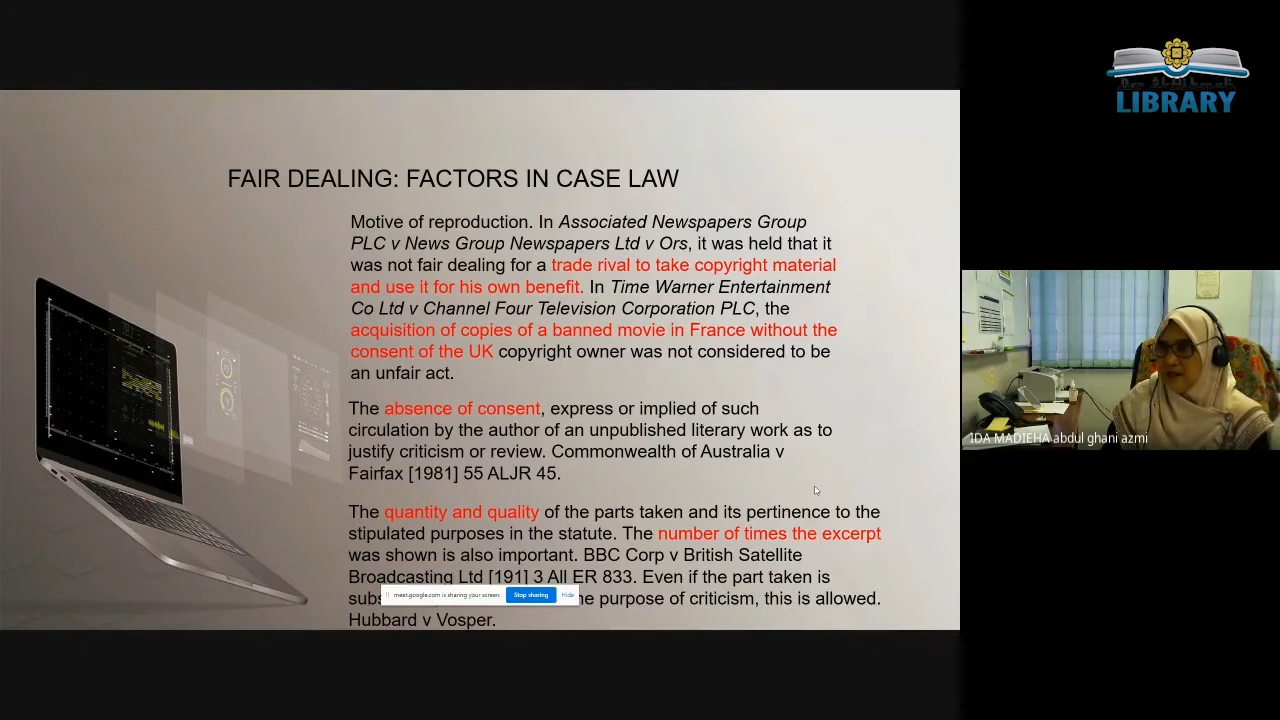 LIBRARY
FAIR DEALING: FACTORS IN CASE LAW
Motive of reproduction. In Associated Newspapers Group
PLC v News Group Newspapers Ltd v Ors, it was held that it
was not fair dealing for a trade rival to take copyright material
and use it for his own benefit. In Time Warner Entertainment
Co Ltd v Channel Four Television Corporation PLC, the
acquisition of copies of a banned movie in France without the
consent of the UK copyright owner was not considered to be
an unfair act.
The absence of consent, express or implied of such
circulation by the author of an unpublished literary work as to
justify criticism or review. Commonwealth of Australia v
Fairfax [1981] 55 ALJR 45.
The quantity and quality of the parts taken and its pertinence to the
stipulated purposes in the statute. The number of times the excerpt
was shown is also important. BBC Corp v British Satellite
Broadcasting Ltd [191] 3 All ER 833. Even if the part taken is
the purpose of criticism, this is allowed.
Hubbard v Vosper.
meet.google.com is sharing your screen.
Stop sharing
Hide
IDA MADIEHA abdul ghani azmi